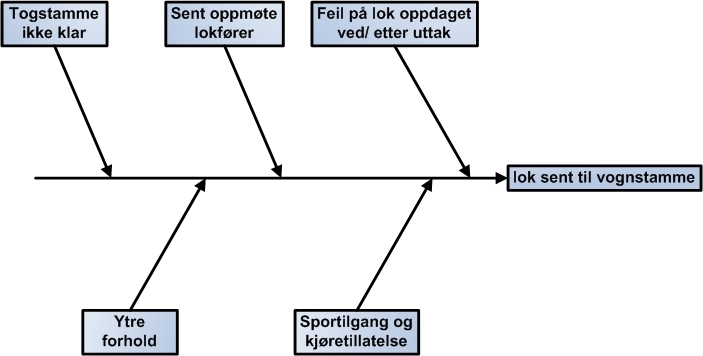 Togstamme
ikke klar
Sent oppmøte
lokfører
Feil på lok oppdaget
ved/ etter uttak
lok sent til vognstamme
Ytre
forhold
Sportilgang og
kjøretillatelse